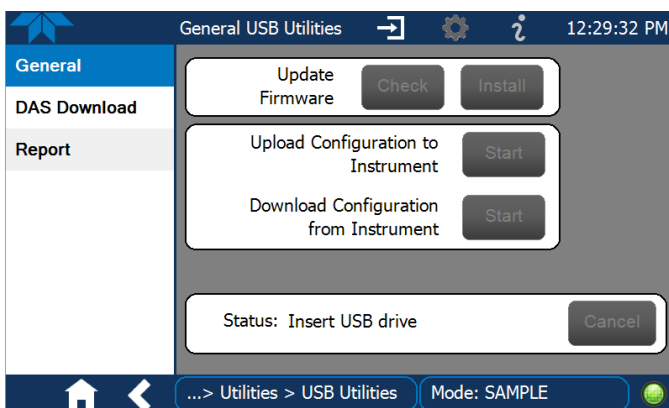 General USB Utilities
12:29:32 PM
General
DAS Download
Report
Update
Firmware
Check
Install
Upload Configuration to
Instrument
Start
Download Configuration
from Instrument
Start
Status: Insert USB drive
Cancel
...> Utilities > USB Utilities
Mode: SAMPLE